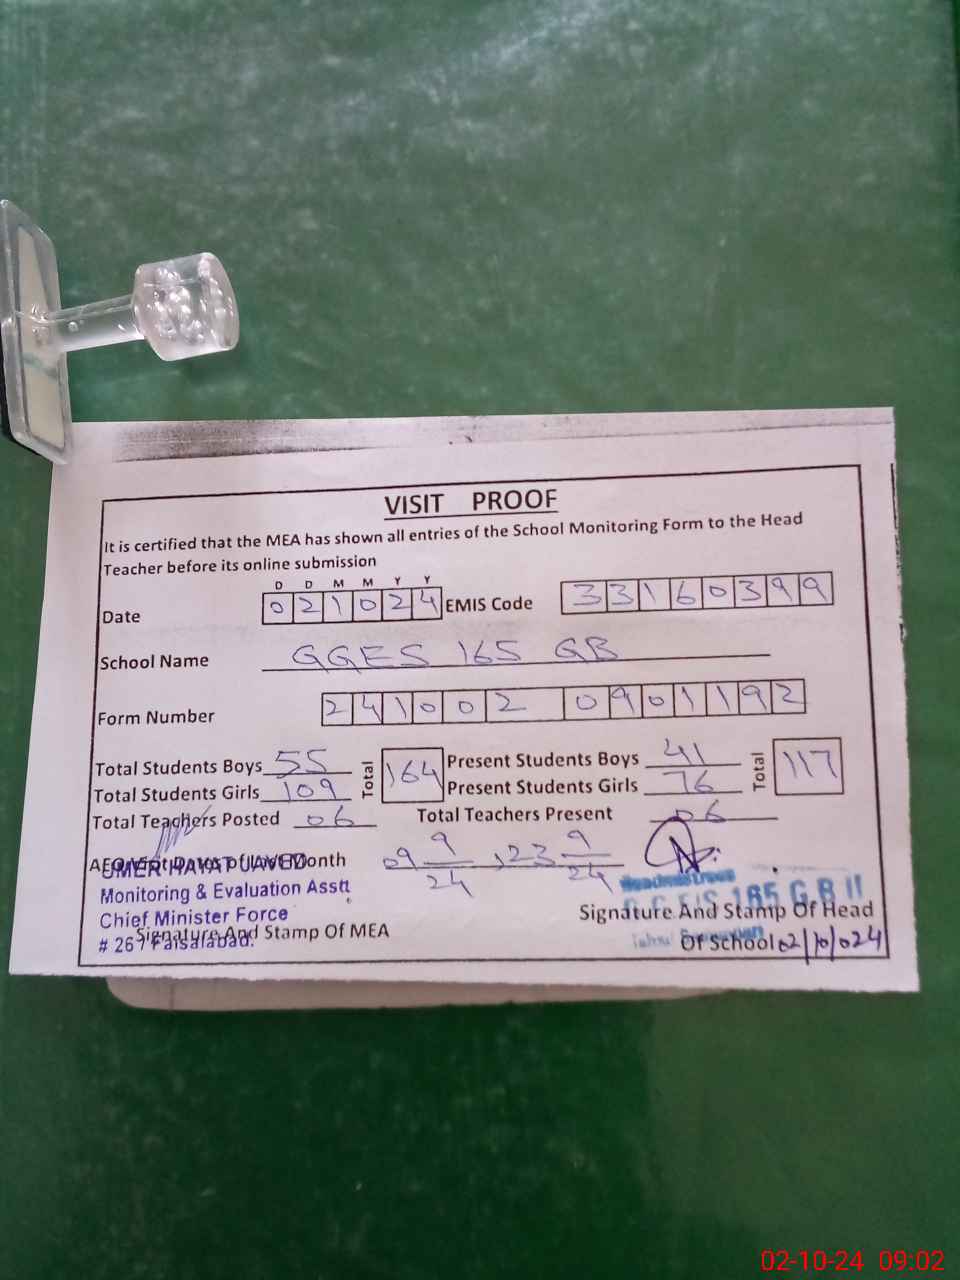 VISIT PROOF
It is certified that the MEA has shown all entries of the School Monitoring Form to the Head
Teacher before its online submission
D D M M Y Y
Date 0 2 1 0 2 4 EMIS Code 3 3 1 6 0 3 9 9
School Name GGES 165 GB
Form Number 2 4 1 0 0 2 0 9 0 1 1 9 2
Total Students Boys 55 Total 164 Present Students Boys 41 Total 117
Total Students Girls 109 Present Students Girls 76
Total Teachers Posted 06 Total Teachers Present 06
AEO Visit Dates of Last Month 09 9/24, 23 9/24
UMER HAYAT JAVED
Monitoring & Evaluation Asstt
Chief Minister Force
# 267 Faisalabad.
Signature And Stamp Of MEA
Headmistress
165 G B II
Signature And Stamp Of Head
Of School 02/10/024
02-10-24 09:02